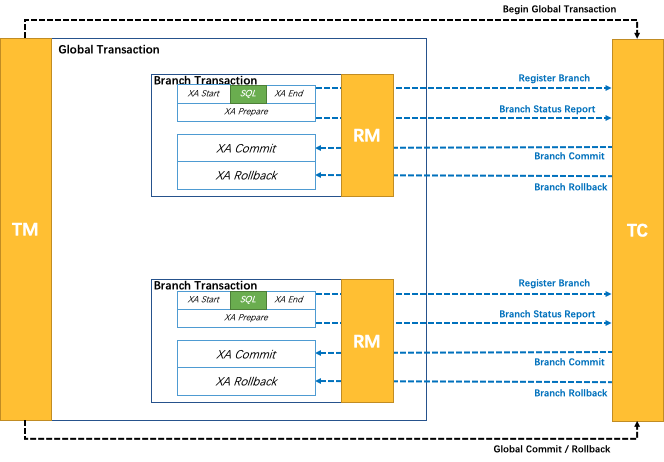 Begin Global Transaction
Global Transaction
Branch Transaction
XA Start SQL XA End
XA Prepare
XA Commit
XA Rollback
RM
Register Branch
Branch Status Report
Branch Commit
Branch Rollback
TM
TC
Branch Transaction
XA Start SQL XA End
XA Prepare
XA Commit
XA Rollback
RM
Register Branch
Branch Status Report
Branch Commit
Branch Rollback
Global Commit / Rollback